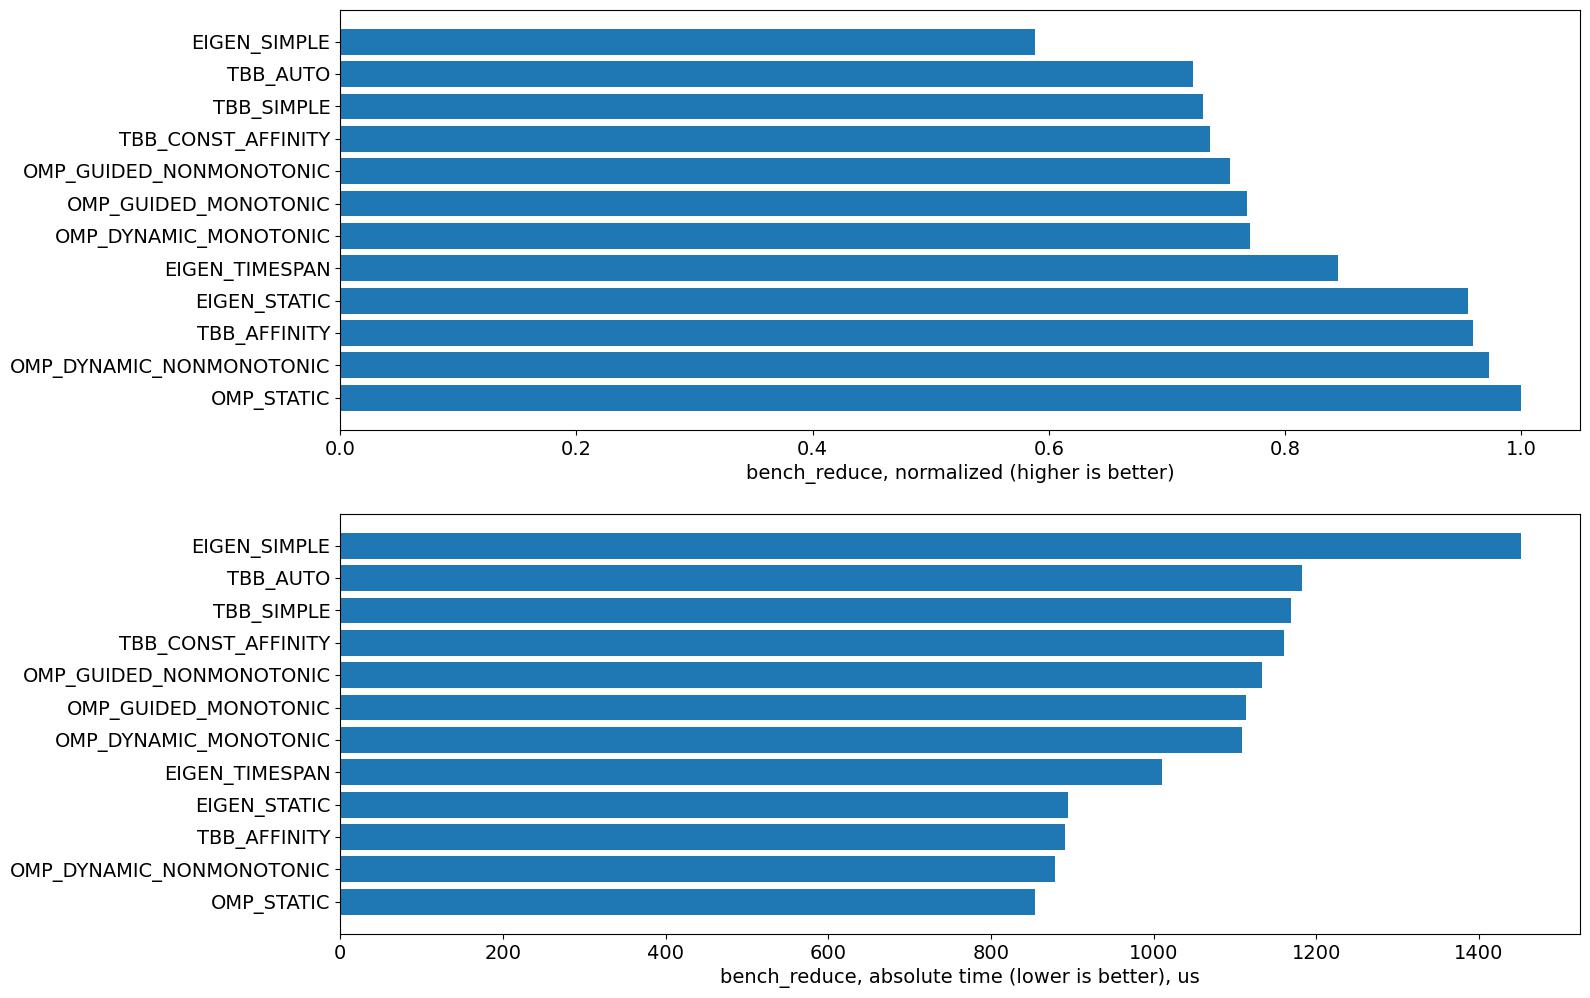 EIGEN_SIMPLE
TBB_AUTO
TBB_SIMPLE
TBB_CONST_AFFINITY
OMP_GUIDED_NONMONOTONIC
OMP_GUIDED_MONOTONIC
OMP_DYNAMIC_MONOTONIC
EIGEN_TIMESPAN
EIGEN_STATIC
TBB_AFFINITY
OMP_DYNAMIC_NONMONOTONIC
OMP_STATIC
0.0 0.2 0.4 0.6 0.8 1.0
bench_reduce, normalized (higher is better)
EIGEN_SIMPLE
TBB_AUTO
TBB_SIMPLE
TBB_CONST_AFFINITY
OMP_GUIDED_NONMONOTONIC
OMP_GUIDED_MONOTONIC
OMP_DYNAMIC_MONOTONIC
EIGEN_TIMESPAN
EIGEN_STATIC
TBB_AFFINITY
OMP_DYNAMIC_NONMONOTONIC
OMP_STATIC
0 200 400 600 800 1000 1200 1400
bench_reduce, absolute time (lower is better), us